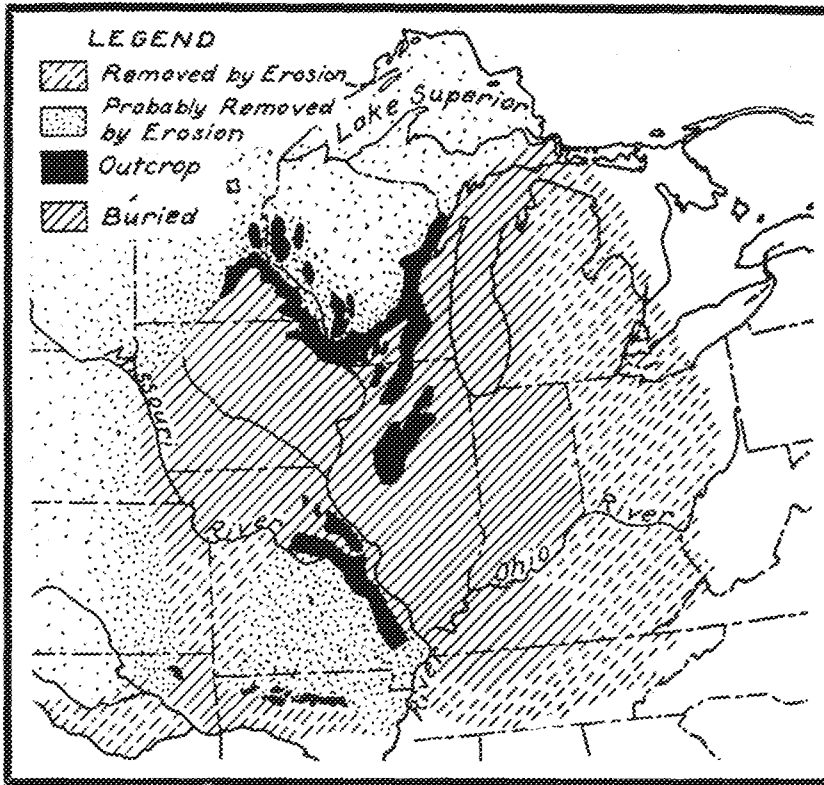 LEGEND
Removed by Erosion
Probably Removed
by Erosion
Outcrop
Buried
Lake Superior
Missouri
River
Ohio
River